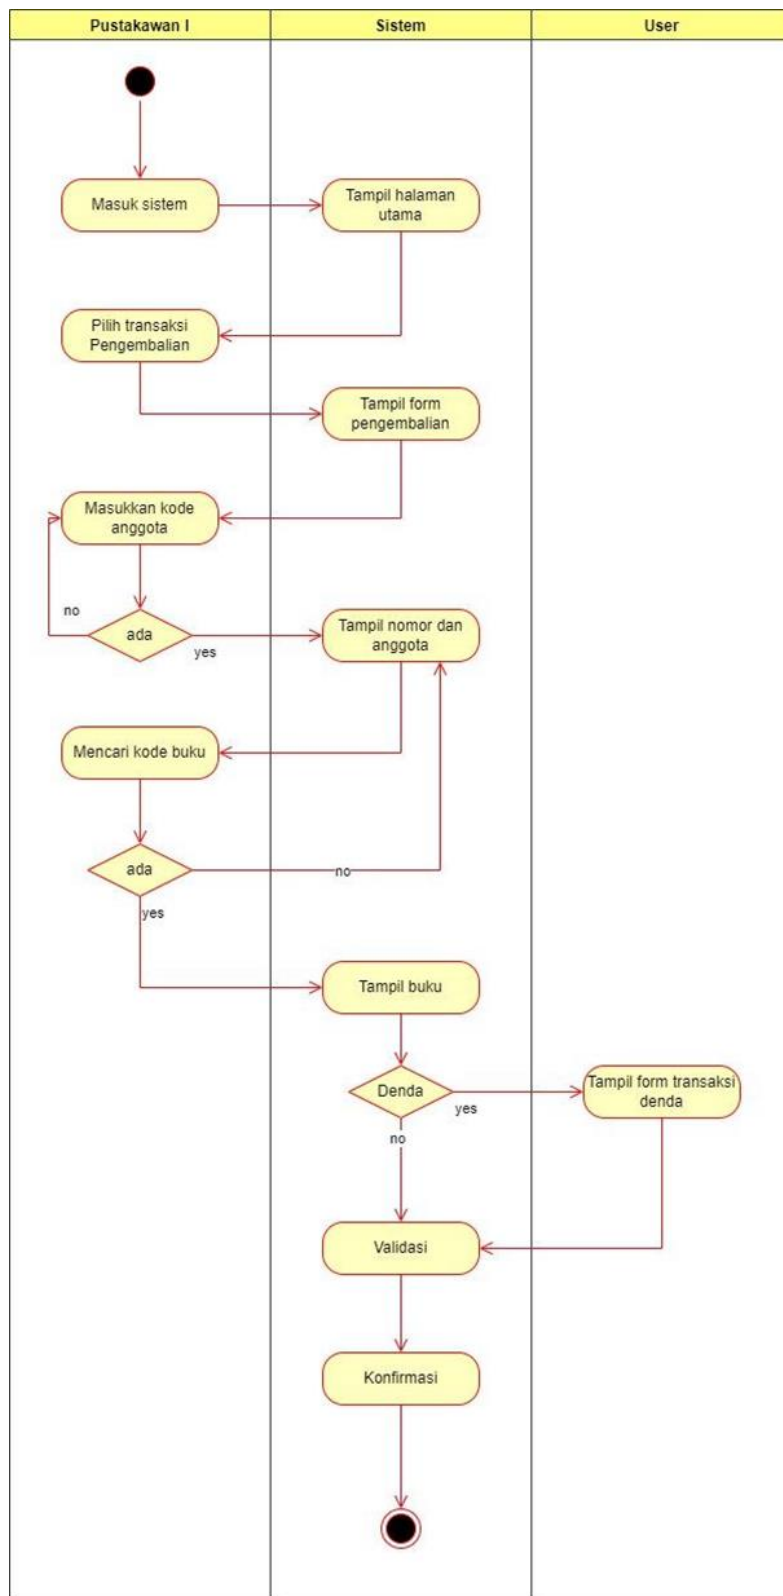 Pustakawan I
Sistem
User
Masuk sistem
Tampil halaman
utama
Pilih transaksi
Pengembalian
Tampil form
pengembalian
Masukkan kode
anggota
no
ada
yes
Tampil nomor dan
anggota
Mencari kode buku
ada
no
yes
Tampil buku
Denda
yes
Tampil form transaksi
denda
no
Validasi
Konfirmasi